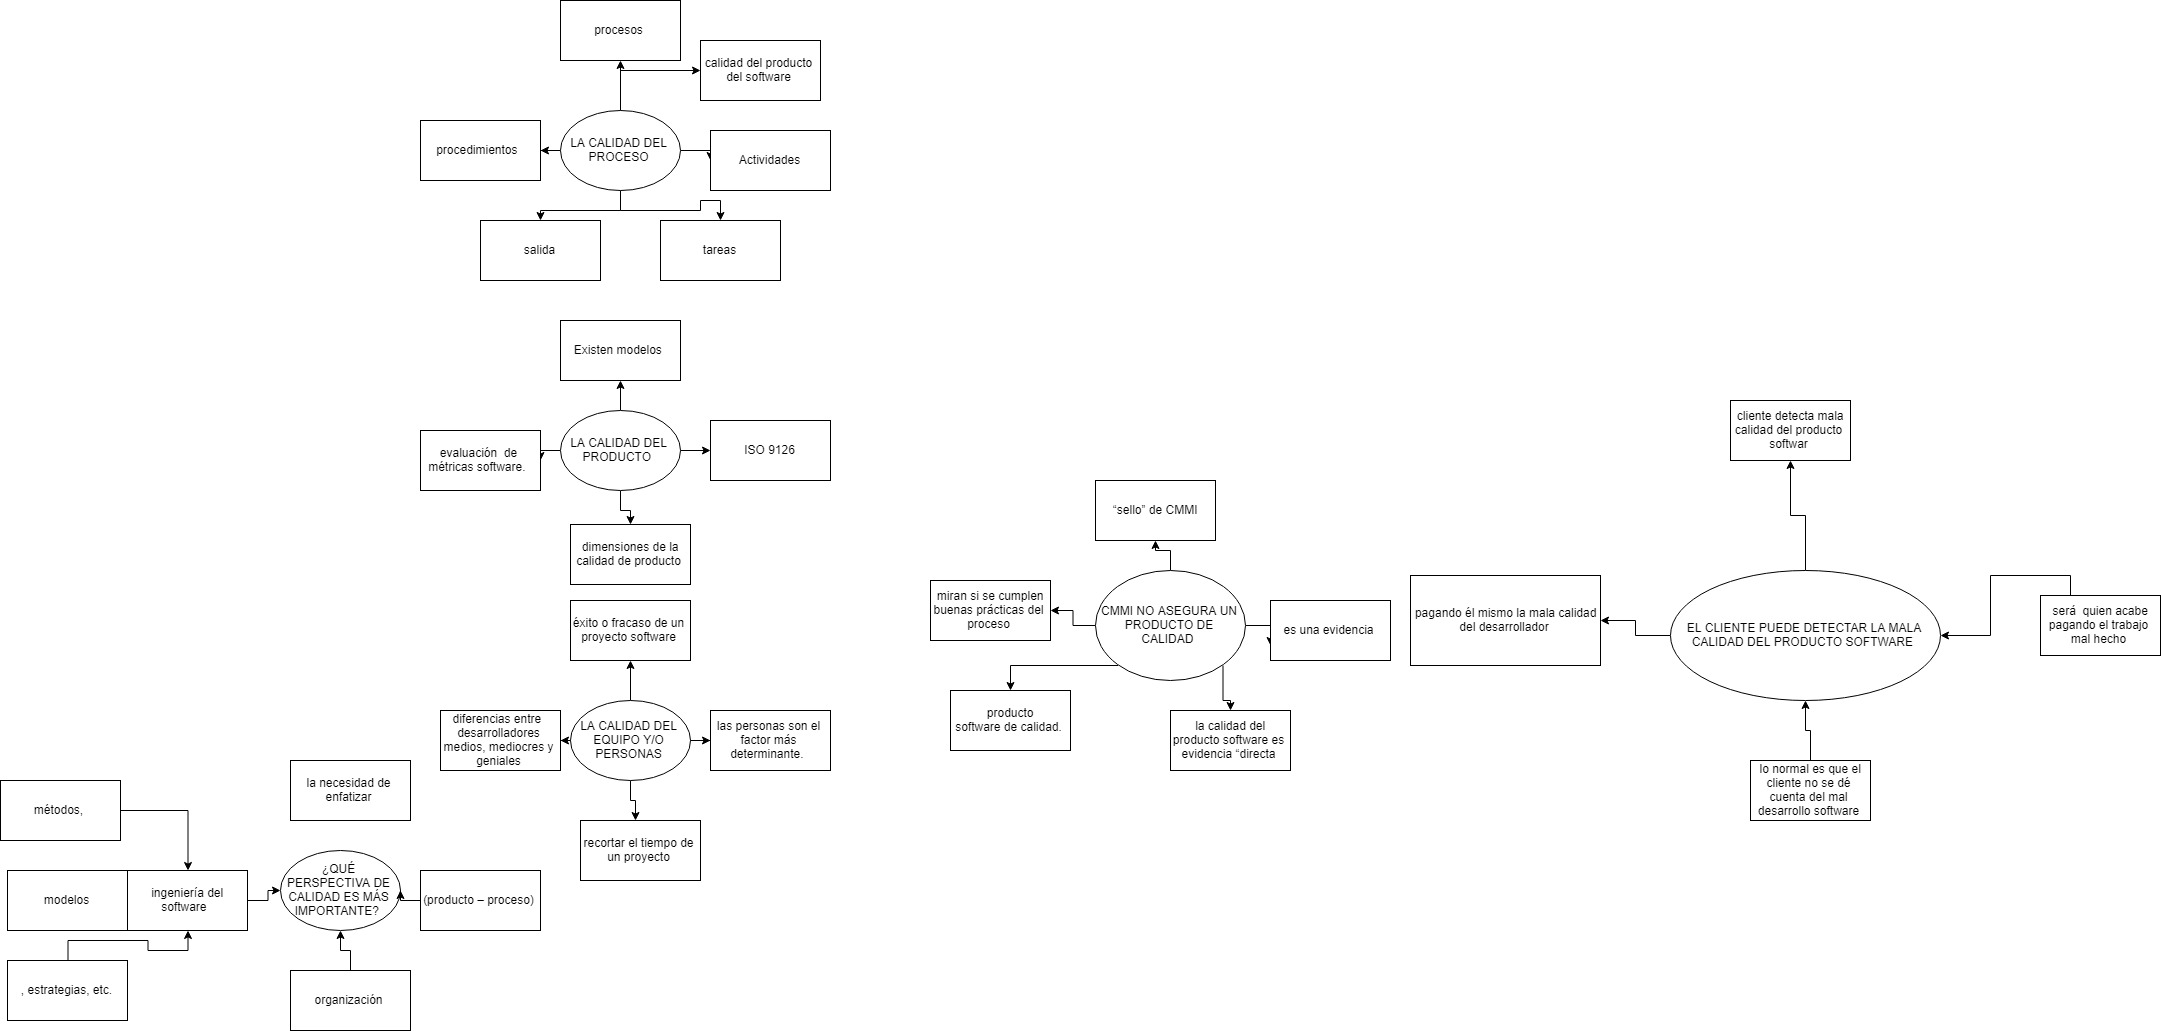 procesos
calidad del producto
del software
procedimientos
LA CALIDAD DEL
PROCESO
Actividades
salida
tareas
Existen modelos
evaluación de
métricas software.
LA CALIDAD DEL
PRODUCTO
ISO 9126
dimensiones de la
calidad de producto
éxito o fracaso de un
proyecto software
diferencias entre
desarrolladores
medios, mediocres y
geniales
LA CALIDAD DEL
EQUIPO Y/O
PERSONAS
las personas son el
factor más
determinante.
recortar el tiempo de
un proyecto
la necesidad de
enfatizar
métodos,
modelos
ingeniería del
software
¿QUÉ
PERSPECTIVA DE
CALIDAD ES MÁS
IMPORTANTE?
(producto – proceso)
, estrategias, etc.
organización
“sello” de CMMI
miran si se cumplen
buenas prácticas del
proceso
CMMI NO ASEGURA UN
PRODUCTO DE
CALIDAD
es una evidencia
producto
software de calidad.
la calidad del
producto software es
evidencia “directa
cliente detecta mala
calidad del producto
softwar
pagando él mismo la mala calidad
del desarrollador
EL CLIENTE PUEDE DETECTAR LA MALA
CALIDAD DEL PRODUCTO SOFTWARE
será quien acabe
pagando el trabajo
mal hecho
lo normal es que el
cliente no se dé
cuenta del mal
desarrollo software